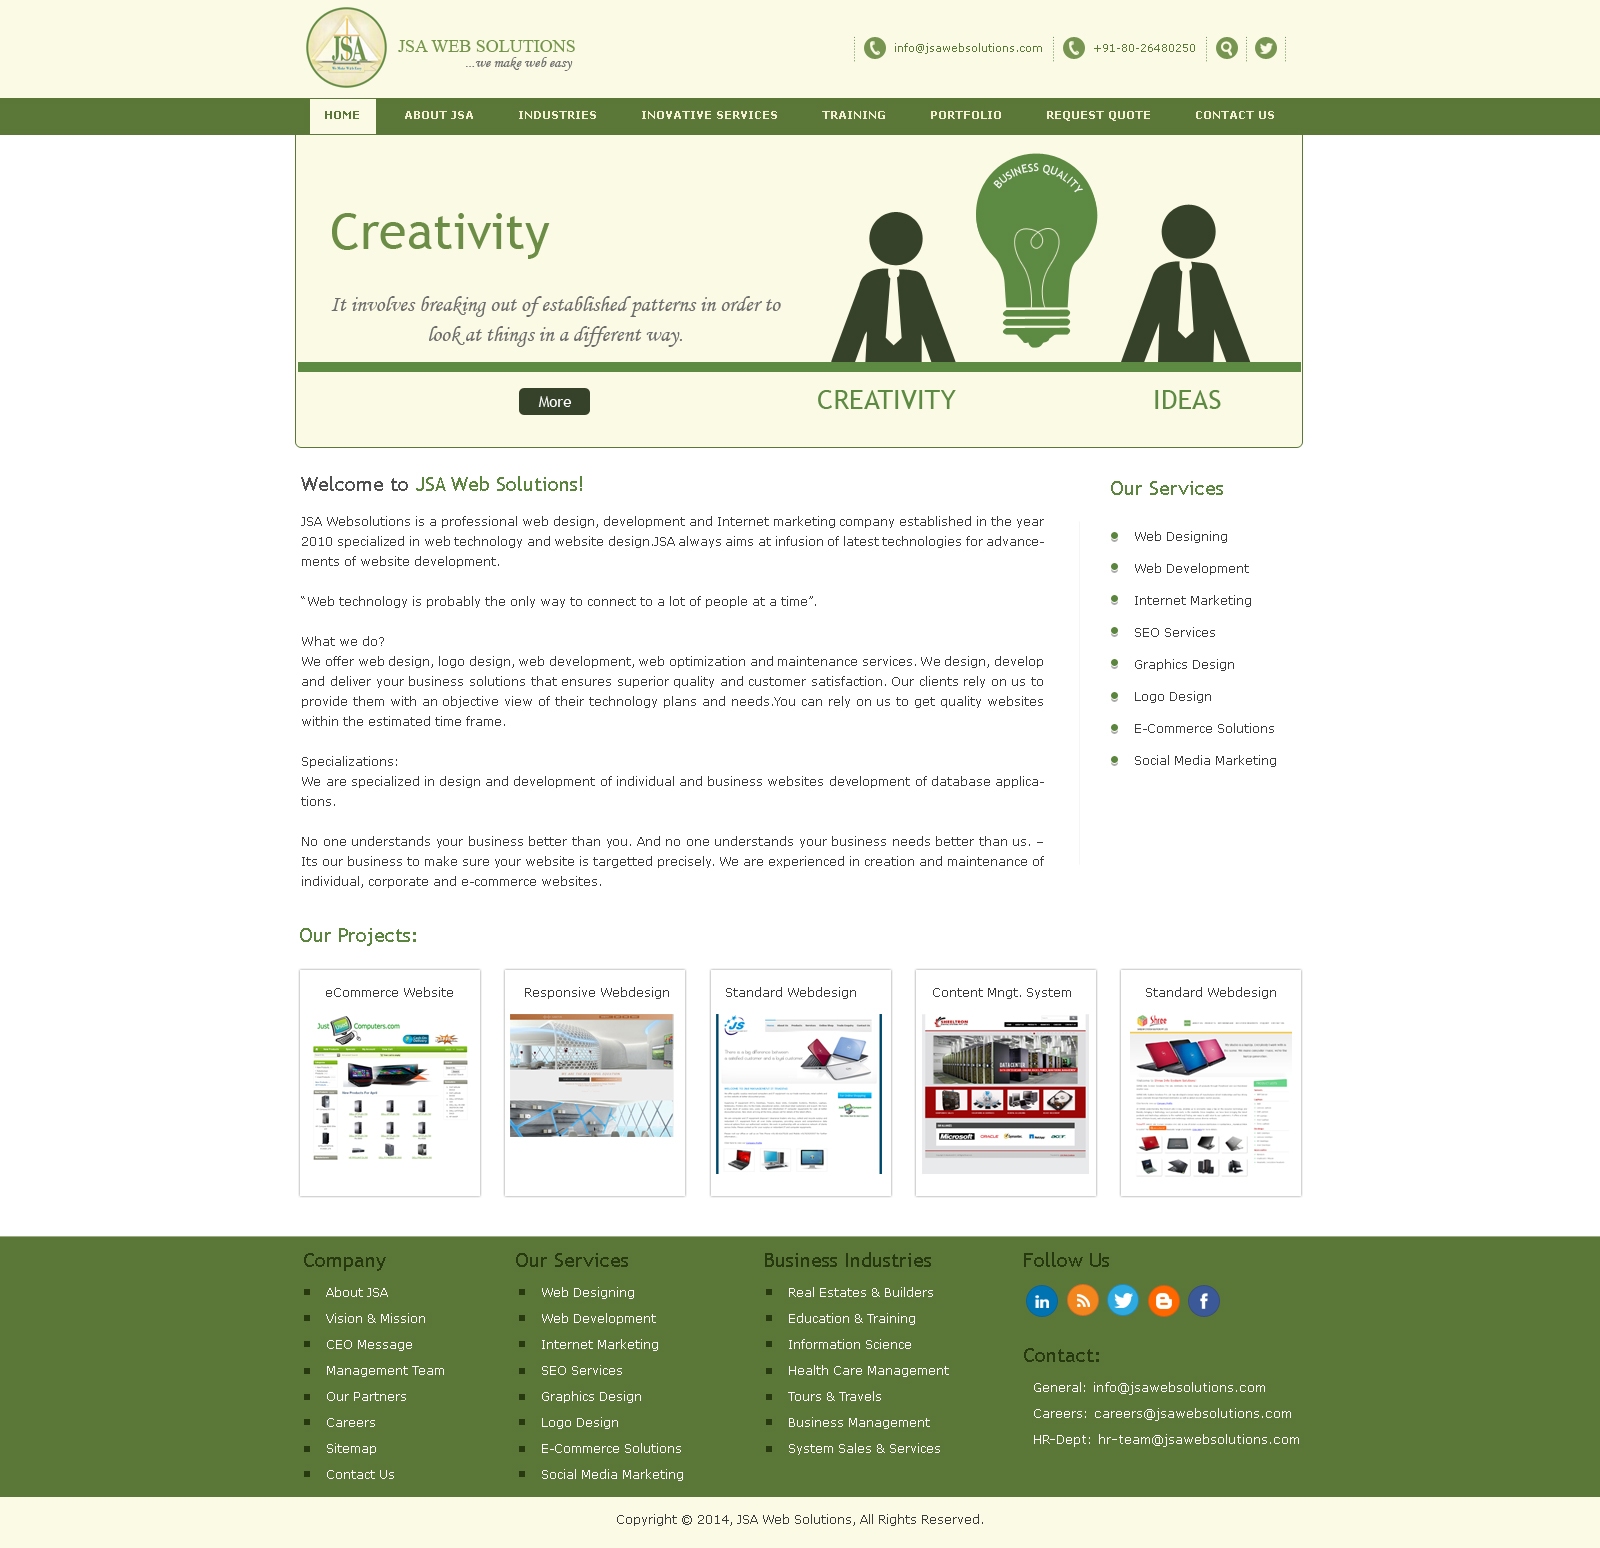 JSA
JSA WEB SOLUTIONS
...we make web easy
info@jsawebsolutions.com
+91-80-26480250
HOME
ABOUT JSA
INDUSTRIES
INOVATIVE SERVICES
TRAINING
PORTFOLIO
REQUEST QUOTE
CONTACT US
BUSINESS QUALITY
Creativity
It involves breaking out of established patterns in order to
look at things in a different way.
More
CREATIVITY
IDEAS
Welcome to JSA Web Solutions!
JSA Websolutions is a professional web design, development and Internet marketing company established in the year
2010 specialized in web technology and website design.JSA always aims at infusion of latest technologies for advance-
ments of website development.
“Web technology is probably the only way to connect to a lot of people at a time”.
What we do?
We offer web design, logo design, web development, web optimization and maintenance services. We design, develop
and deliver your business solutions that ensures superior quality and customer satisfaction. Our clients rely on us to
provide them with an objective view of their technology plans and needs.You can rely on us to get quality websites
within the estimated time frame.
Specializations:
We are specialized in design and development of individual and business websites development of database applica-
tions.
No one understands your business better than you. And no one understands your business needs better than us. –
Its our business to make sure your website is targetted precisely. We are experienced in creation and maintenance of
individual, corporate and e-commerce websites.
Our Services
Web Designing
Web Development
Internet Marketing
SEO Services
Graphics Design
Logo Design
E-Commerce Solutions
Social Media Marketing
Our Projects:
eCommerce Website
Just Computers.com
Responsive Webdesign
Standard Webdesign
JS
Content Mngt. System
SHEELTRON
DATACENTER
Microsoft
ORACLE
acer
Standard Webdesign
Shree
Company
About JSA
Vision & Mission
CEO Message
Management Team
Our Partners
Careers
Sitemap
Contact Us
Our Services
Web Designing
Web Development
Internet Marketing
SEO Services
Graphics Design
Logo Design
E-Commerce Solutions
Social Media Marketing
Business Industries
Real Estates & Builders
Education & Training
Information Science
Health Care Management
Tours & Travels
Business Management
System Sales & Services
Follow Us
Contact:
General: info@jsawebsolutions.com
Careers: careers@jsawebsolutions.com
HR-Dept: hr-team@jsawebsolutions.com
Copyright © 2014, JSA Web Solutions, All Rights Reserved.